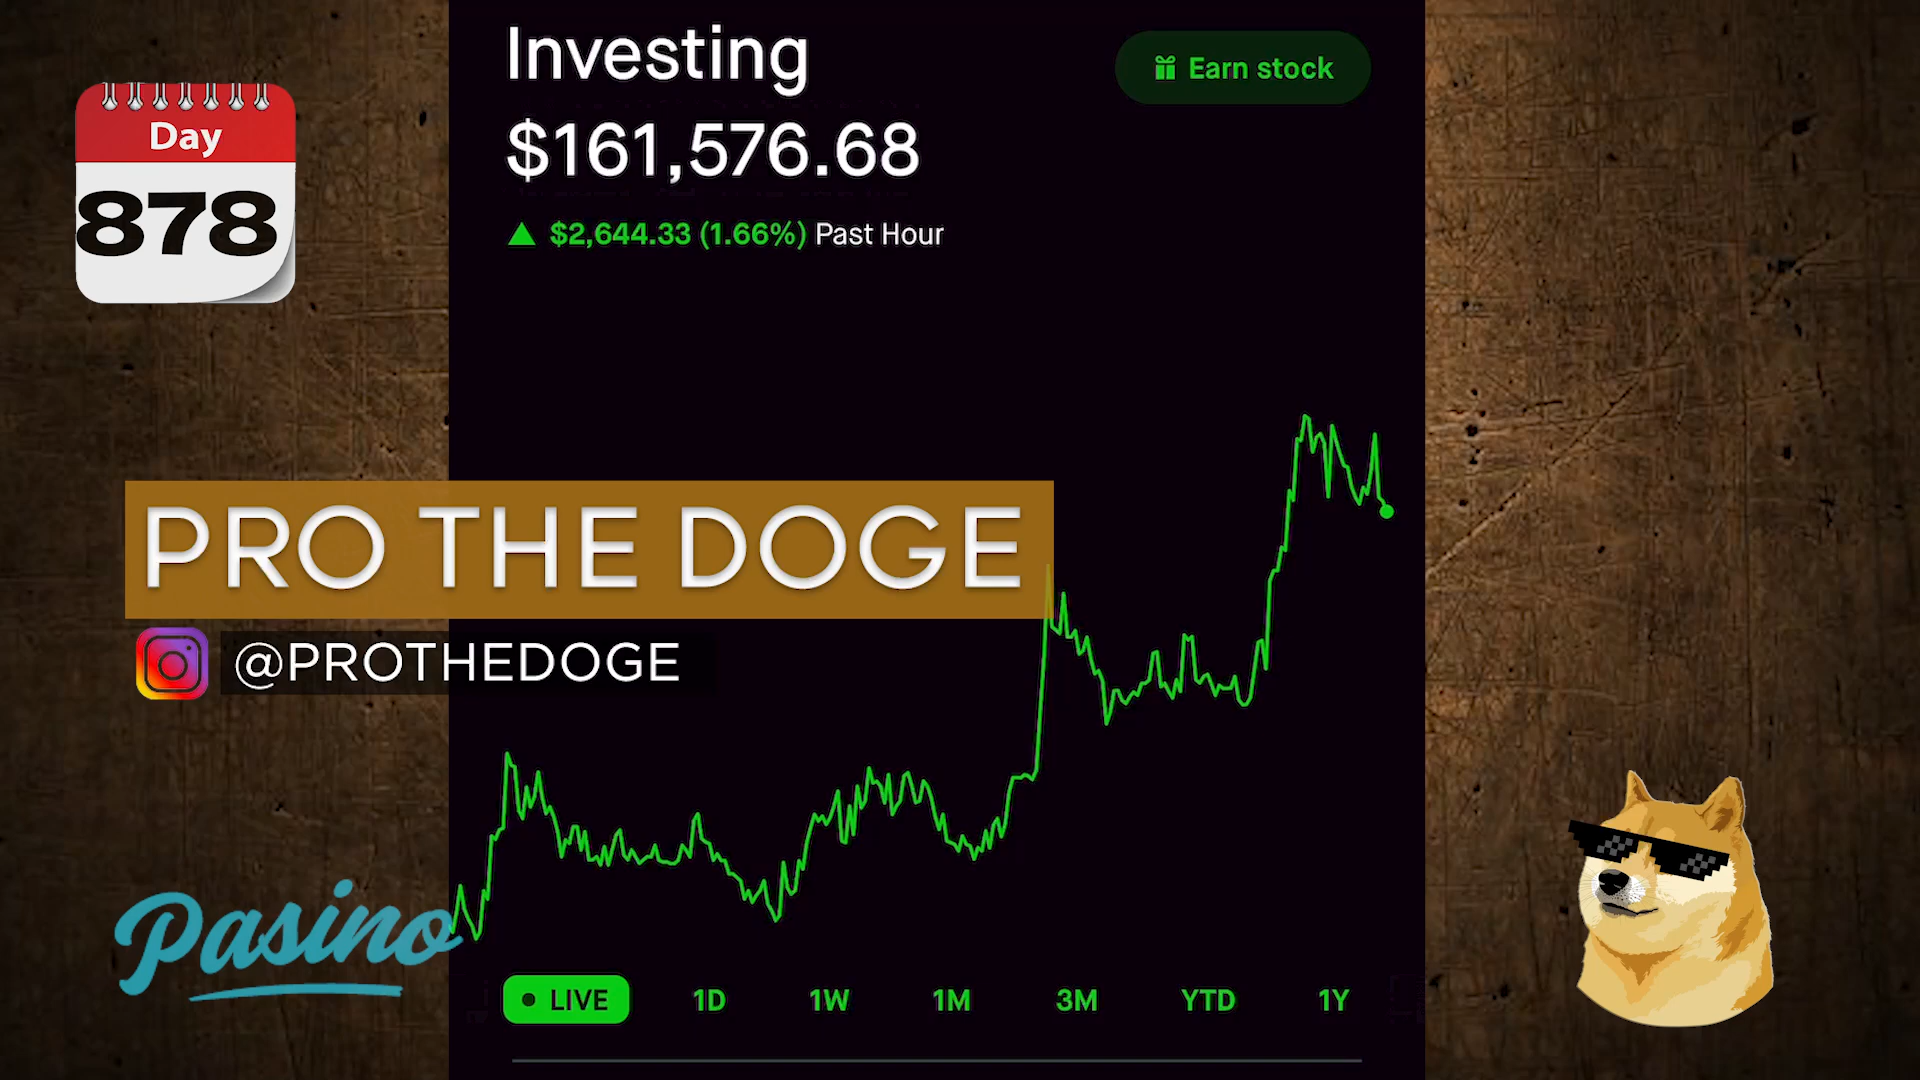 Investing
Earn stock
$161,576.68
▲ $2,644.33 (1.66%) Past Hour
Day
878
PRO THE DOGE
@PROTHEDOGE
Pasino
LIVE 1D 1W 1M 3M YTD 1Y